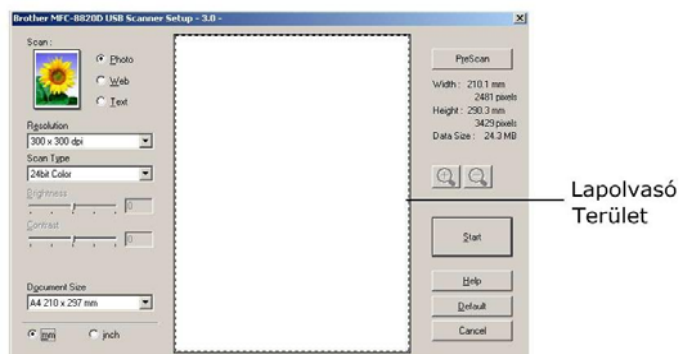 Brother MFC-8820D USB Scanner Setup - 3.0 -
Scan :
Photo
Web
Text
Resolution
300 x 300 dpi
Scan Type
24bit Color
Brightness
0
Contrast
0
Document Size
A4 210 x 297 mm
mm
inch
PreScan
Width : 210.1 mm
2481 pixels
Height : 290.3 mm
3429 pixels
Data Size : 24.3 MB
Start
Help
Default
Cancel
Lapolvasó
Terület